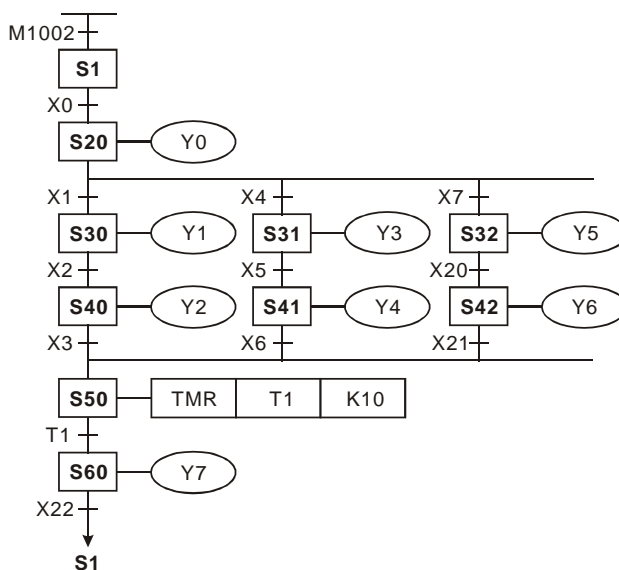 M1002
S1
X0
S20 Y0
X1 X4 X7
S30 Y1 S31 Y3 S32 Y5
X2 X5 X20
S40 Y2 S41 Y4 S42 Y6
X3 X6 X21
S50 TMR T1 K10
T1
S60 Y7
X22
S1